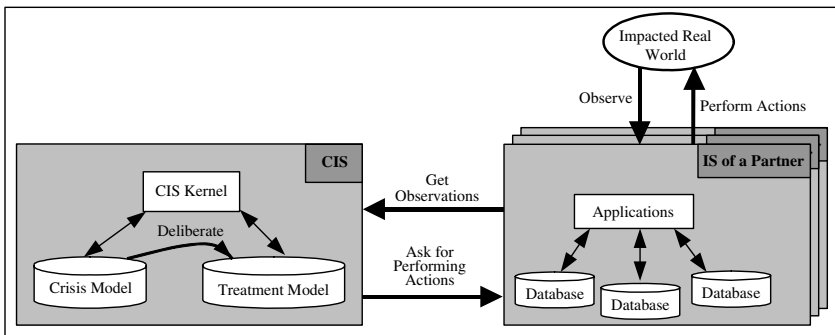 Impacted Real
World
Observe
Perform Actions
CIS
IS of a Partner
CIS Kernel
Get
Observations
Applications
Deliberate
Ask for
Performing
Actions
Crisis Model
Treatment Model
Database
Database
Database